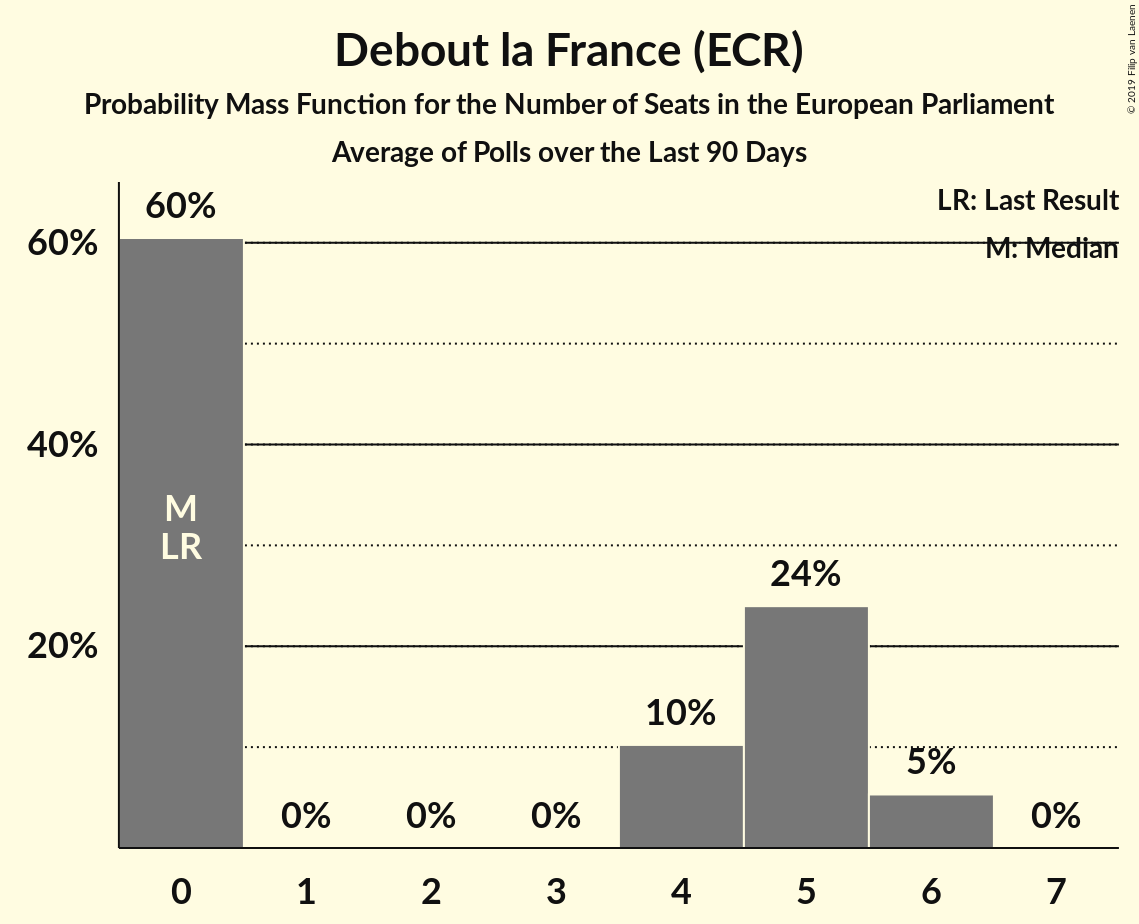 Debout la France (ECR)
Probability Mass Function for the Number of Seats in the European Parliament
Average of Polls over the Last 90 Days
© 2019 Filip van Laenen
LR: Last Result
M: Median
60%
60%
40%
M
LR
24%
20%
10%
5%
0%
0%
0%
0%
0
1
2
3
4
5
6
7